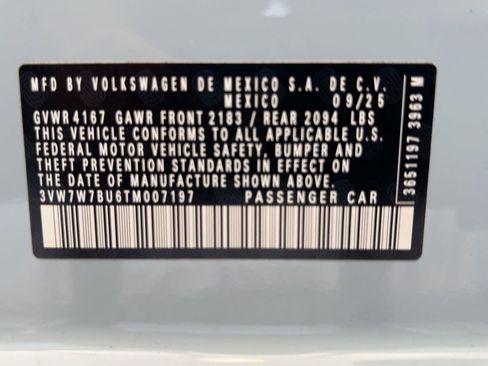 MFD BY VOLKSWAGEN DE MEXICO S.A. DE C.V.
MEXICO 09/25
GVWR 4167 GAWR FRONT 2183 / REAR 2094 LBS
THIS VEHICLE CONFORMS TO ALL APPLICABLE U.S.
FEDERAL MOTOR VEHICLE SAFETY, BUMPER AND
THEFT PREVENTION STANDARDS IN EFFECT ON
THE DATE OF MANUFACTURE SHOWN ABOVE.
3VW7W7BU6TM007197 PASSENGER CAR
3651197 3963 M